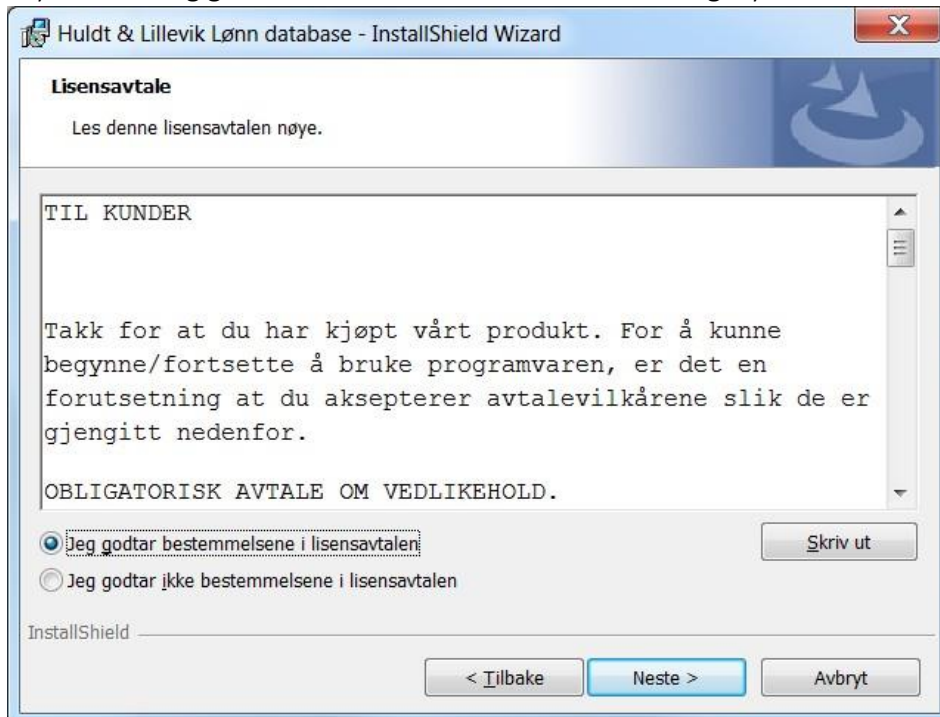 Huldt & Lillevik Lønn database - InstallShield Wizard
X
Lisensavtale
Les denne lisensavtalen nøye.
TIL KUNDER
Takk for at du har kjøpt vårt produkt. For å kunne
begynne/fortsette å bruke programvaren, er det en
forutsetning at du aksepterer avtalevilkårene slik de er
gjengitt nedenfor.
OBLIGATORISK AVTALE OM VEDLIKEHOLD.
Jeg godtar bestemmelsene i lisensavtalen
Skriv ut
Jeg godtar ikke bestemmelsene i lisensavtalen
InstallShield
< Tilbake
Neste >
Avbryt